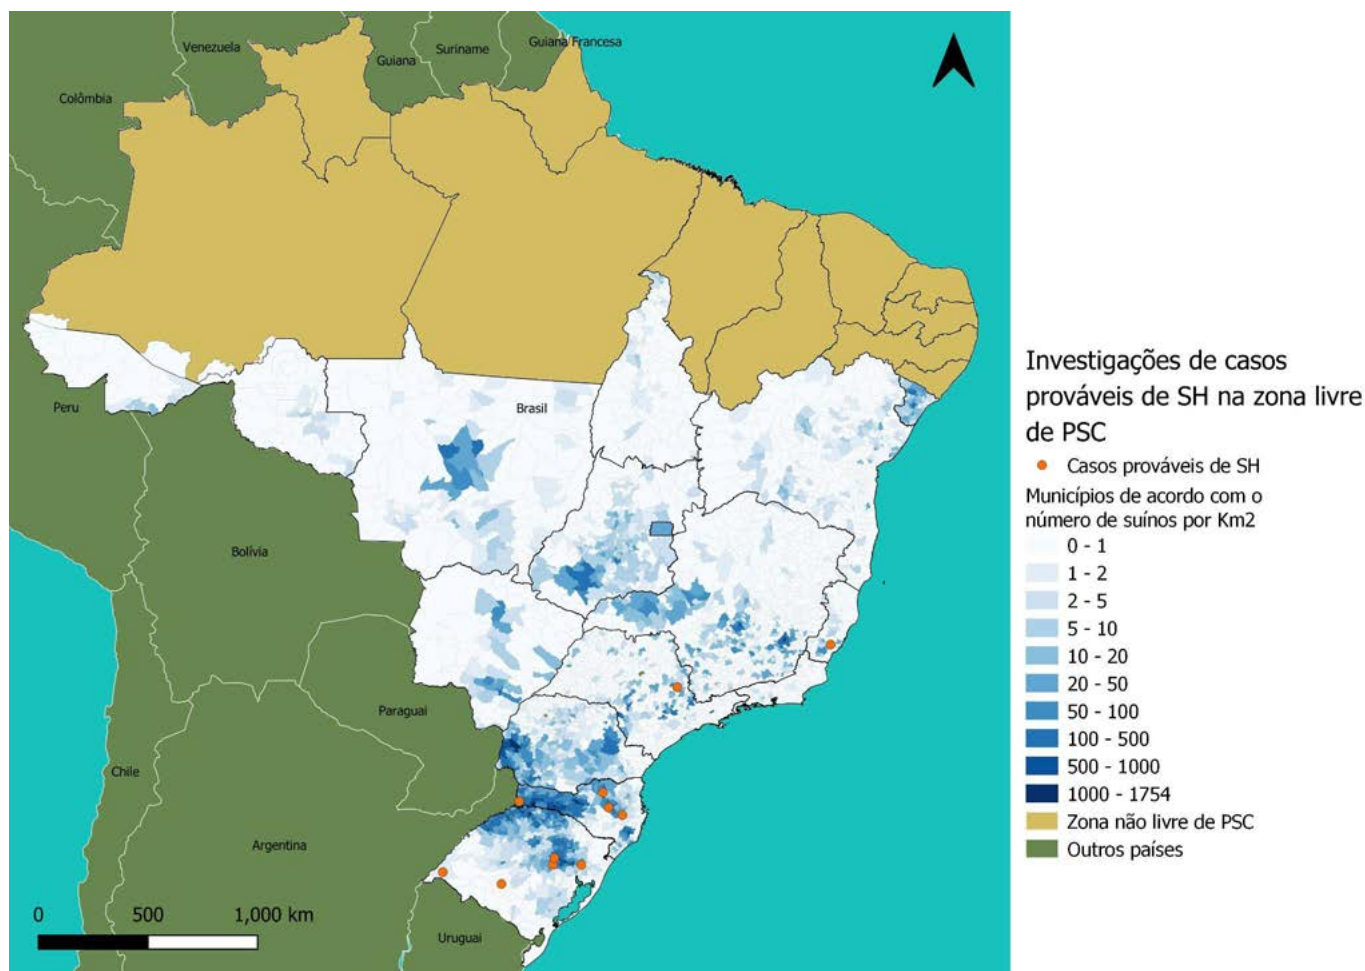 Venezuela
Guiana
Suriname
Guiana Francesa
Colômbia
Peru
Brasil
Bolívia
Paraguai
Chile
Argentina
Uruguai
0 500 1,000 km
Investigações de casos
prováveis de SH na zona livre
de PSC
Casos prováveis de SH
Municípios de acordo com o
número de suínos por Km2
0 - 1
1 - 2
2 - 5
5 - 10
10 - 20
20 - 50
50 - 100
100 - 500
500 - 1000
1000 - 1754
Zona não livre de PSC
Outros países